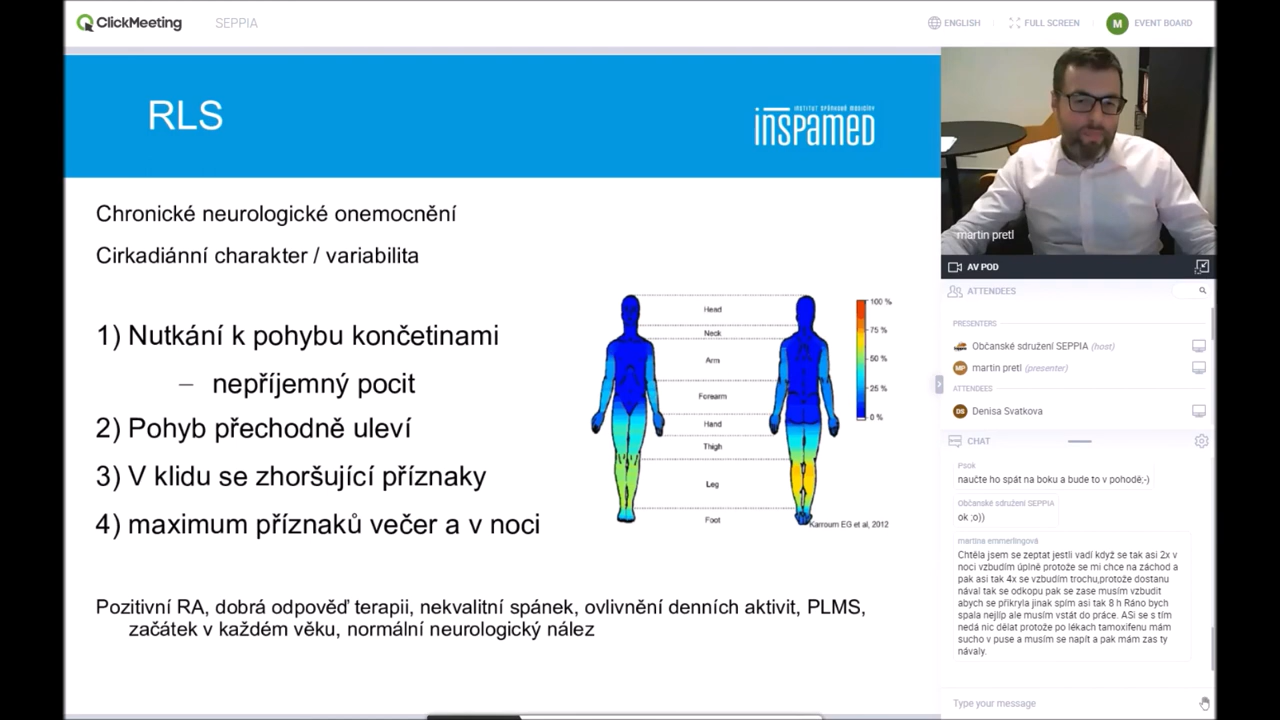 ClickMeeting
SEPPIA
ENGLISH
FULL SCREEN
M
EVENT BOARD
RLS
INSTITUT SPÁNKOVÉ MEDICÍNY
inspamed
Chronické neurologické onemocnění
Cirkadiánní charakter / variabilita
1) Nutkání k pohybu končetinami
– nepříjemný pocit
2) Pohyb přechodně uleví
3) V klidu se zhoršující příznaky
4) maximum příznaků večer a v noci
Head
Neck
Arm
Forearm
Hand
Thigh
Leg
Foot
100 %
75 %
50 %
25 %
0 %
Karroum EG et al, 2012
Pozitivní RA, dobrá odpověď terapii, nekvalitní spánek, ovlivnění denních aktivit, PLMS,
začátek v každém věku, normální neurologický nález
martin pretl
AV POD
ATTENDEES
PRESENTERS
Občanské sdružení SEPPIA (host)
MP
martin pretl (presenter)
ATTENDEES
DS
Denisa Svatkova
CHAT
Psok
naučte ho spát na boku a bude to v pohodě;-)
Občanské sdružení SEPPIA
ok ;o))
martina emmerlingová
Chtěla jsem se zeptat jestli vadí když se tak asi 2x v
noci vzbudím úplně protože se mi chce na záchod a
pak asi tak 4x se vzbudím trochu,protože dostanu
nával tak se odkopu pak se zase musím vzbudit
abych se přikryla jinak spím asi tak 8 h Ráno bych
spala nejlíp ale musím vstát do práce. ASi se s tím
nedá nic dělat protože po lékach tamoxifenu mám
sucho v puse a musím se napít a pak mám zas ty
návaly.
Type your message